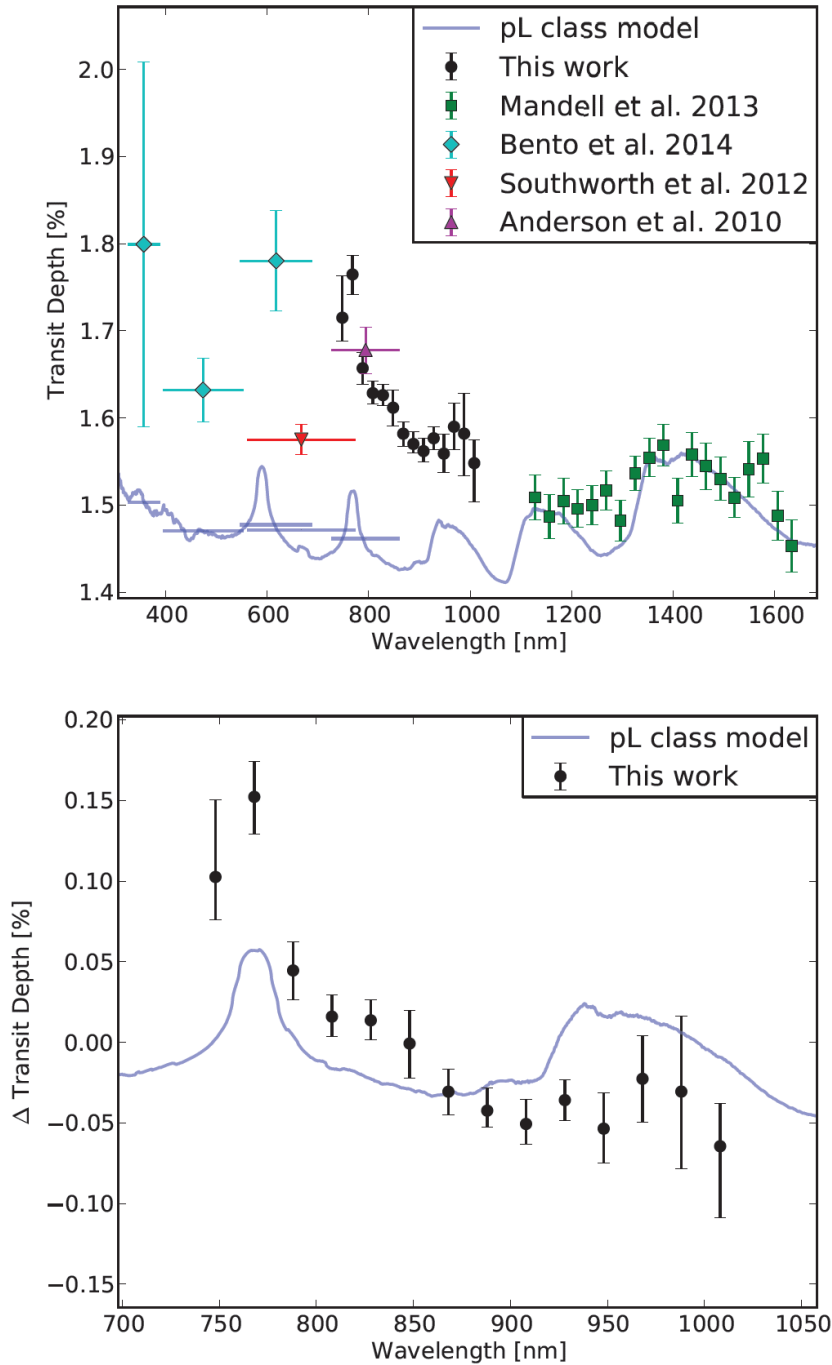 pL class model
This work
Mandell et al. 2013
Bento et al. 2014
Southworth et al. 2012
Anderson et al. 2010
2.0
1.9
1.8
1.7
1.6
1.5
1.4
Transit Depth [%]
400 600 800 1000 1200 1400 1600
Wavelength [nm]
pL class model
This work
0.20
0.15
0.10
0.05
0.00
−0.05
−0.10
−0.15
Δ Transit Depth [%]
700 750 800 850 900 950 1000 1050
Wavelength [nm]